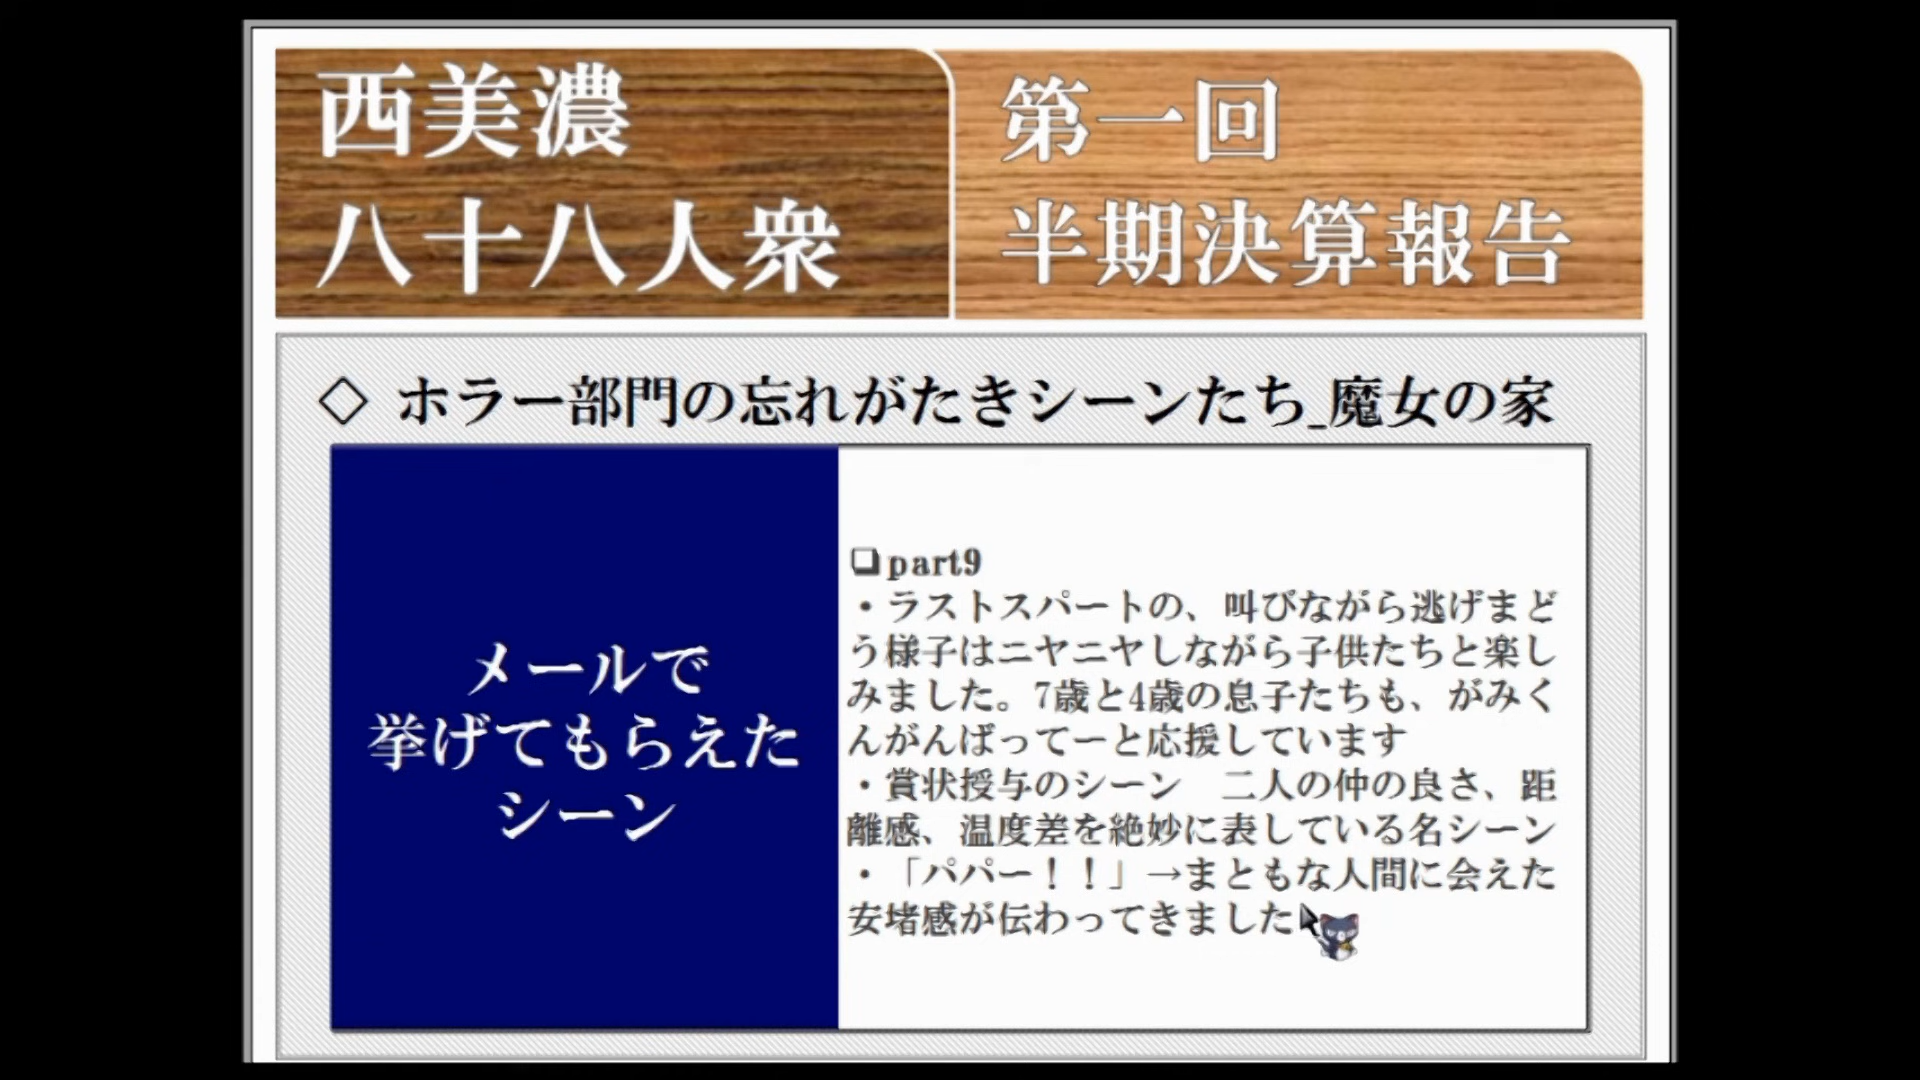 西美濃
八十八人衆
第一回
半期決算報告
◇ ホラー部門の忘れがたきシーンたち_魔女の家
メールで
挙げてもらえた
シーン
❏part9
・ラストスパートの、叫びながら逃げまど
う様子はニヤニヤしながら子供たちと楽し
みました。7歳と4歳の息子たちも、がみく
んがんばってーと応援しています
・賞状授与のシーン　二人の仲の良さ、距
離感、温度差を絶妙に表している名シーン
・「パパー！！」→まともな人間に会えた
安堵感が伝わってきました